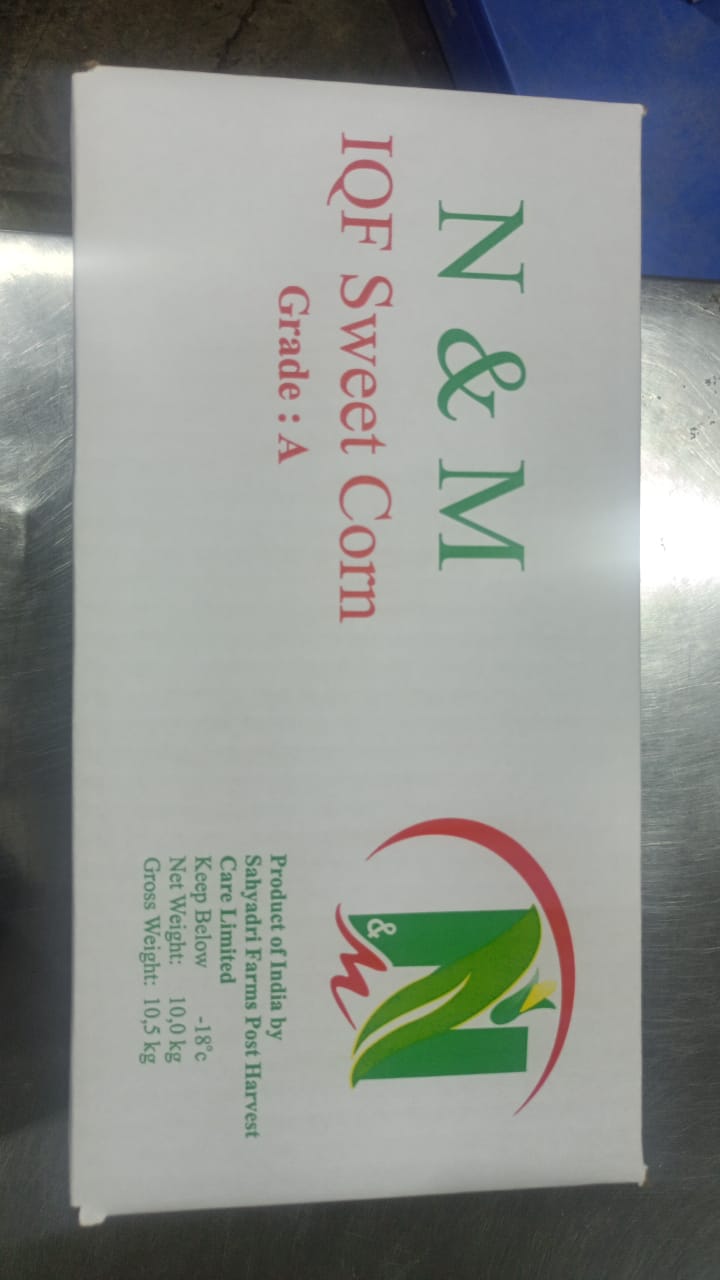 N & M
IQF Sweet Corn
Grade : A
N & m
Product of India by
Sahyadri Farms Post Harvest
Care Limited
Keep Below -18°c
Net Weight: 10,0 kg
Gross Weight: 10,5 kg